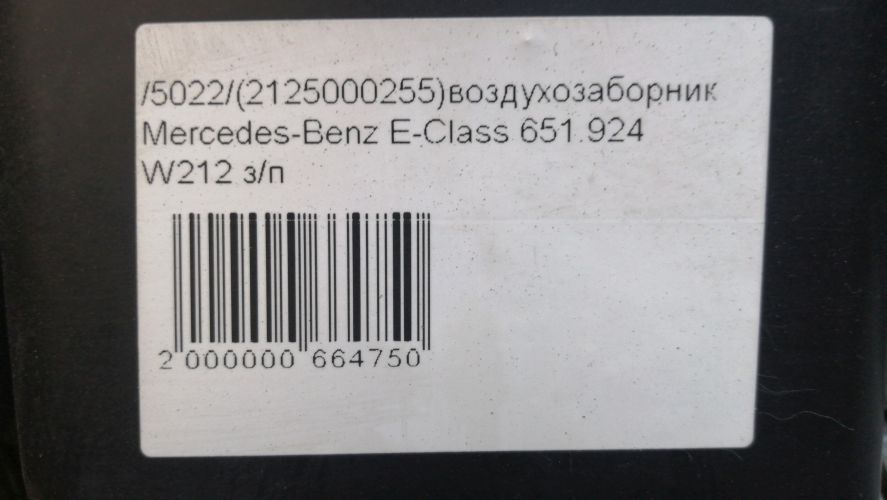 /5022/(2125000255)воздухозаборник
Mercedes-Benz E-Class 651.924
W212 з/п
2 000000 664750